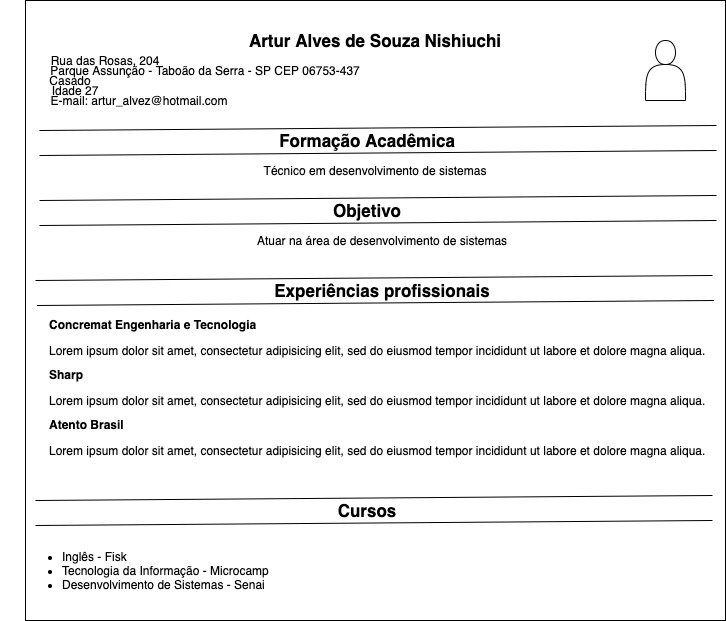 Artur Alves de Souza Nishiuchi
Rua das Rosas, 204
Parque Assunção - Taboão da Serra - SP CEP 06753-437
Casado
Idade 27
E-mail: artur_alvez@hotmail.com
Formação Acadêmica
Técnico em desenvolvimento de sistemas
Objetivo
Atuar na área de desenvolvimento de sistemas
Experiências profissionais
Concremat Engenharia e Tecnologia
Lorem ipsum dolor sit amet, consectetur adipisicing elit, sed do eiusmod tempor incididunt ut labore et dolore magna aliqua.
Sharp
Lorem ipsum dolor sit amet, consectetur adipisicing elit, sed do eiusmod tempor incididunt ut labore et dolore magna aliqua.
Atento Brasil
Lorem ipsum dolor sit amet, consectetur adipisicing elit, sed do eiusmod tempor incididunt ut labore et dolore magna aliqua.
Cursos
• Inglês - Fisk
• Tecnologia da Informação - Microcamp
• Desenvolvimento de Sistemas - Senai